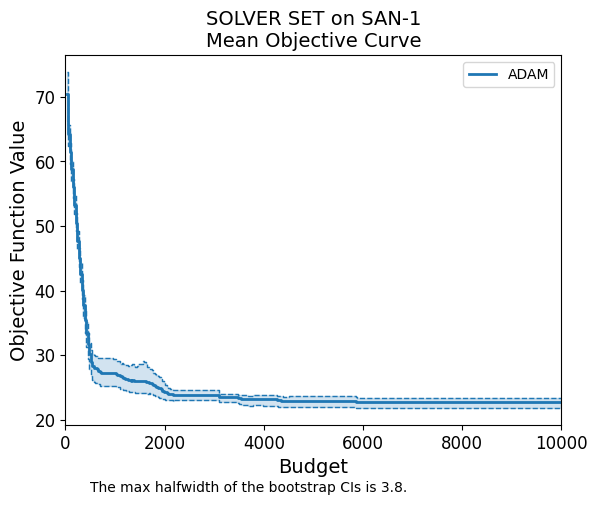 SOLVER SET on SAN-1
Mean Objective Curve
ADAM
Objective Function Value
70
60
50
40
30
20
0 2000 4000 6000 8000 10000
Budget
The max halfwidth of the bootstrap CIs is 3.8.